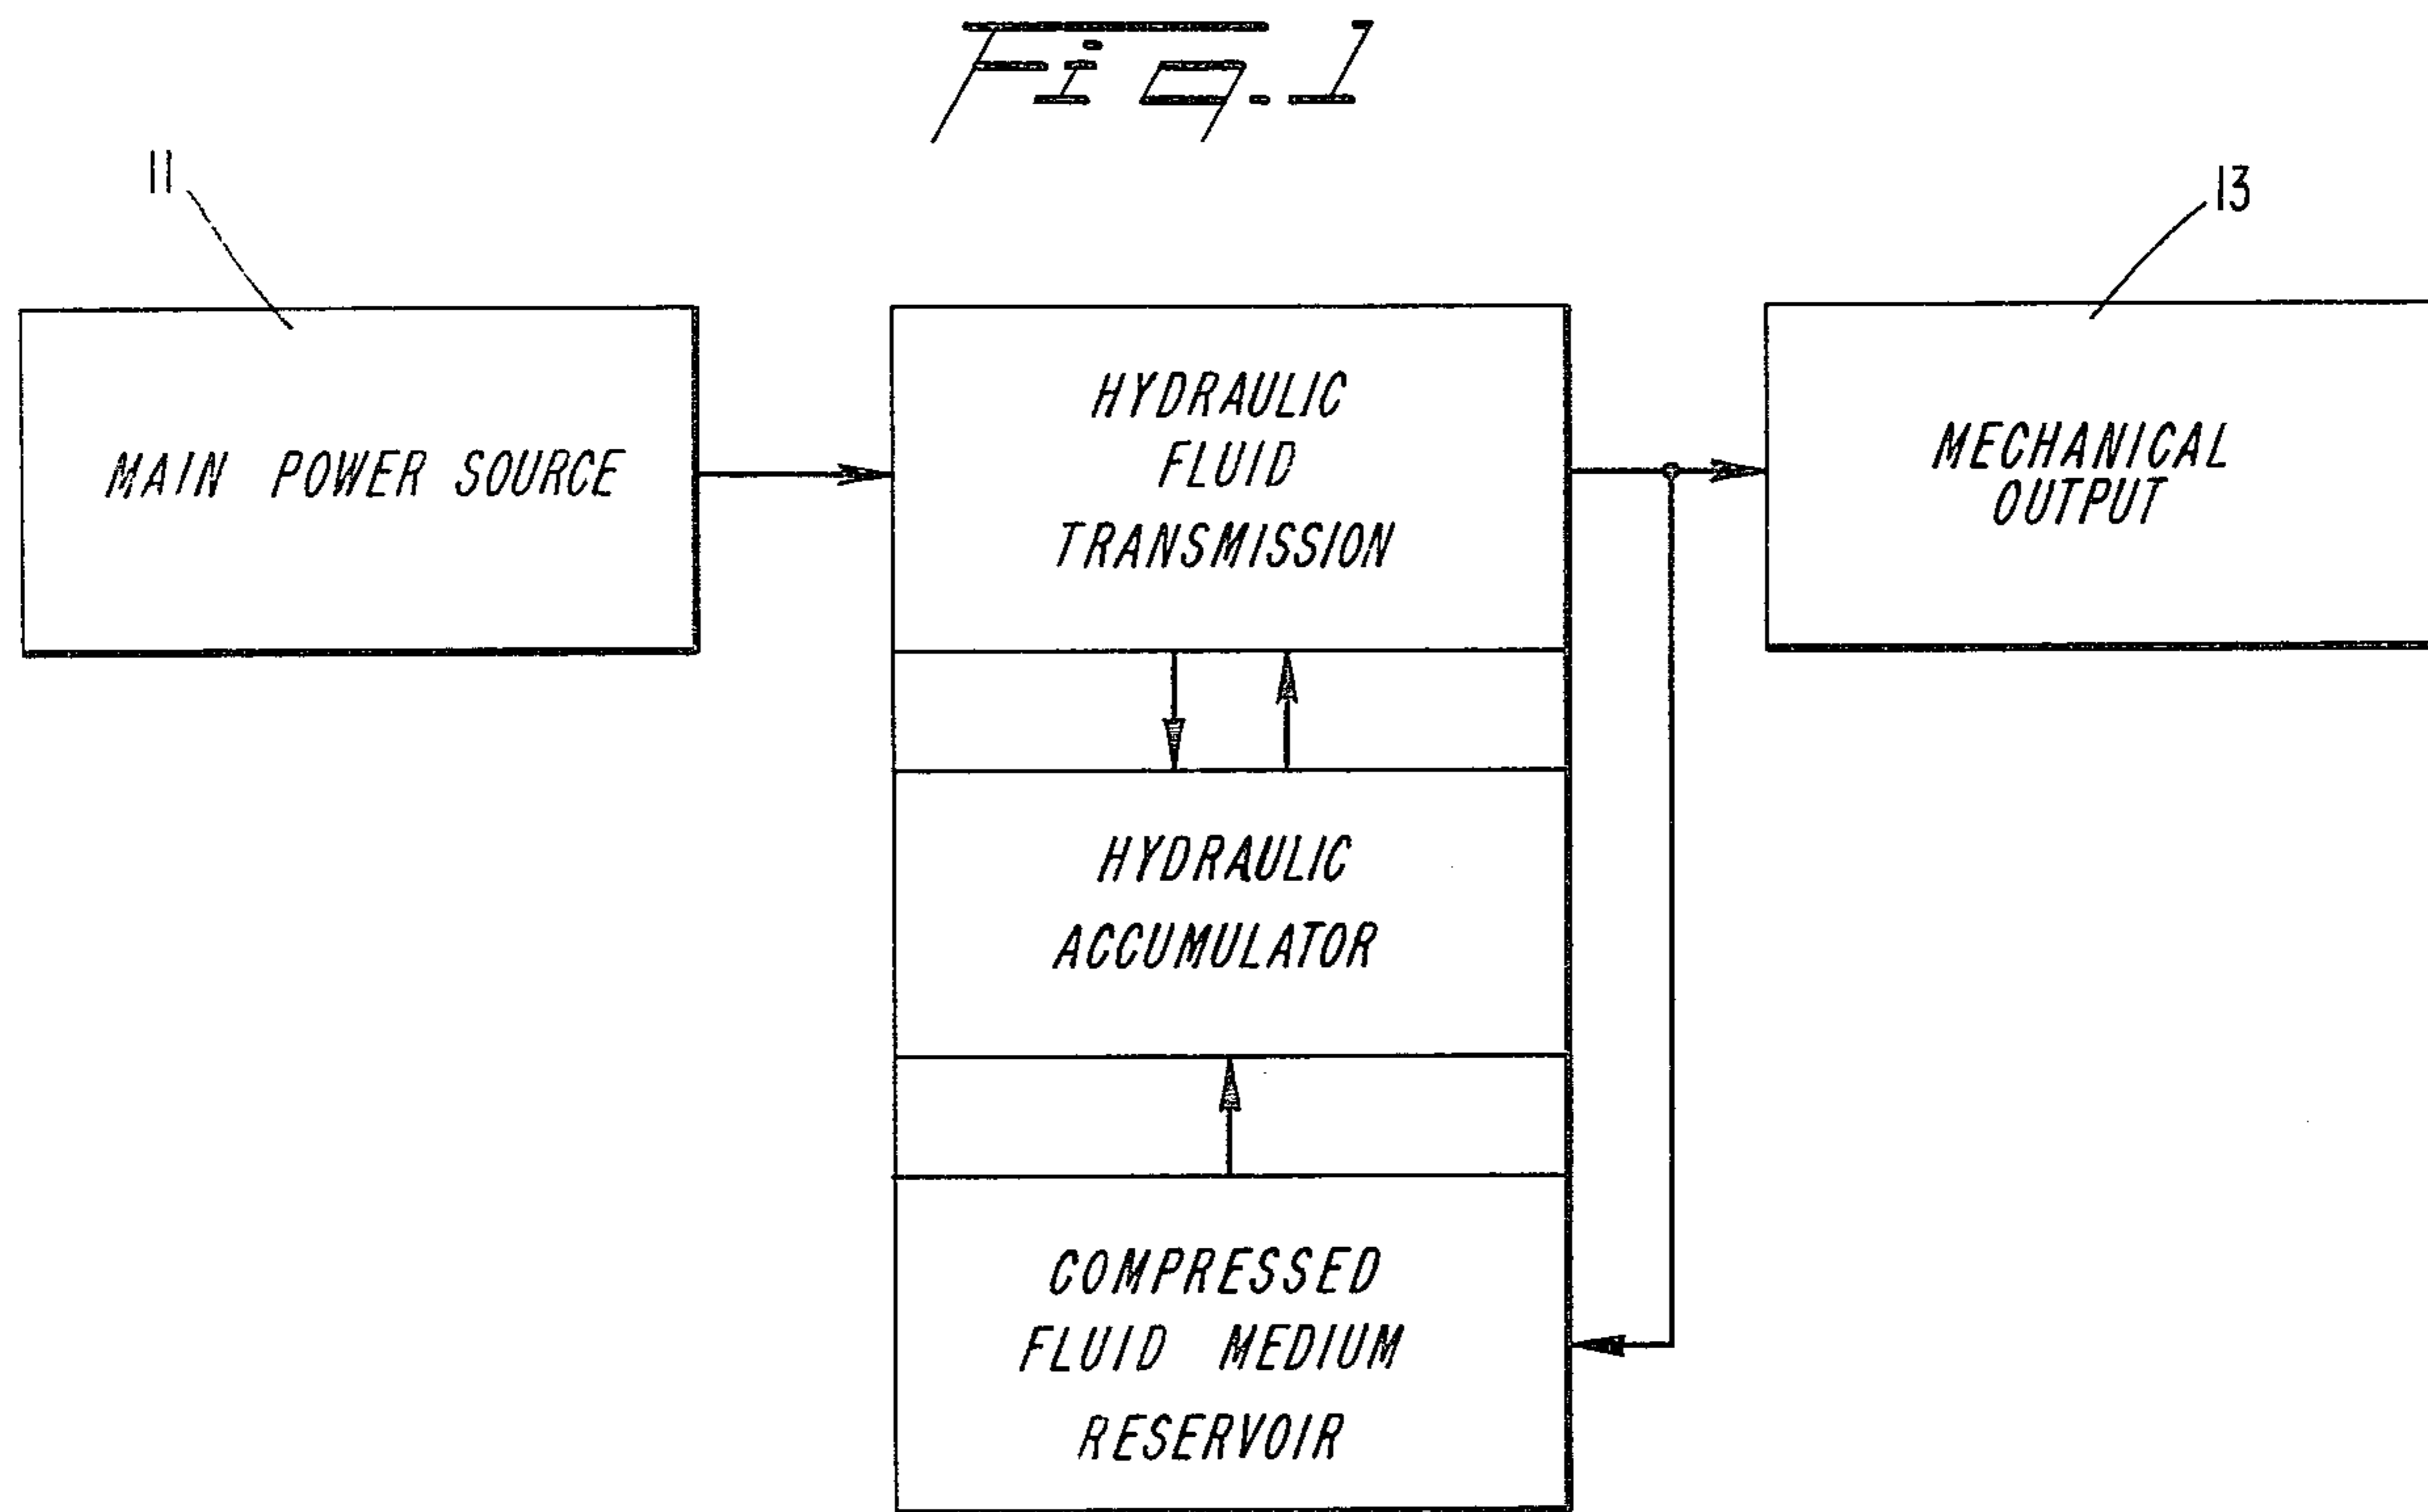 Fig. 1
11
13
MAIN POWER SOURCE
HYDRAULIC
FLUID
TRANSMISSION
MECHANICAL
OUTPUT
HYDRAULIC
ACCUMULATOR
COMPRESSED
FLUID MEDIUM
RESERVOIR